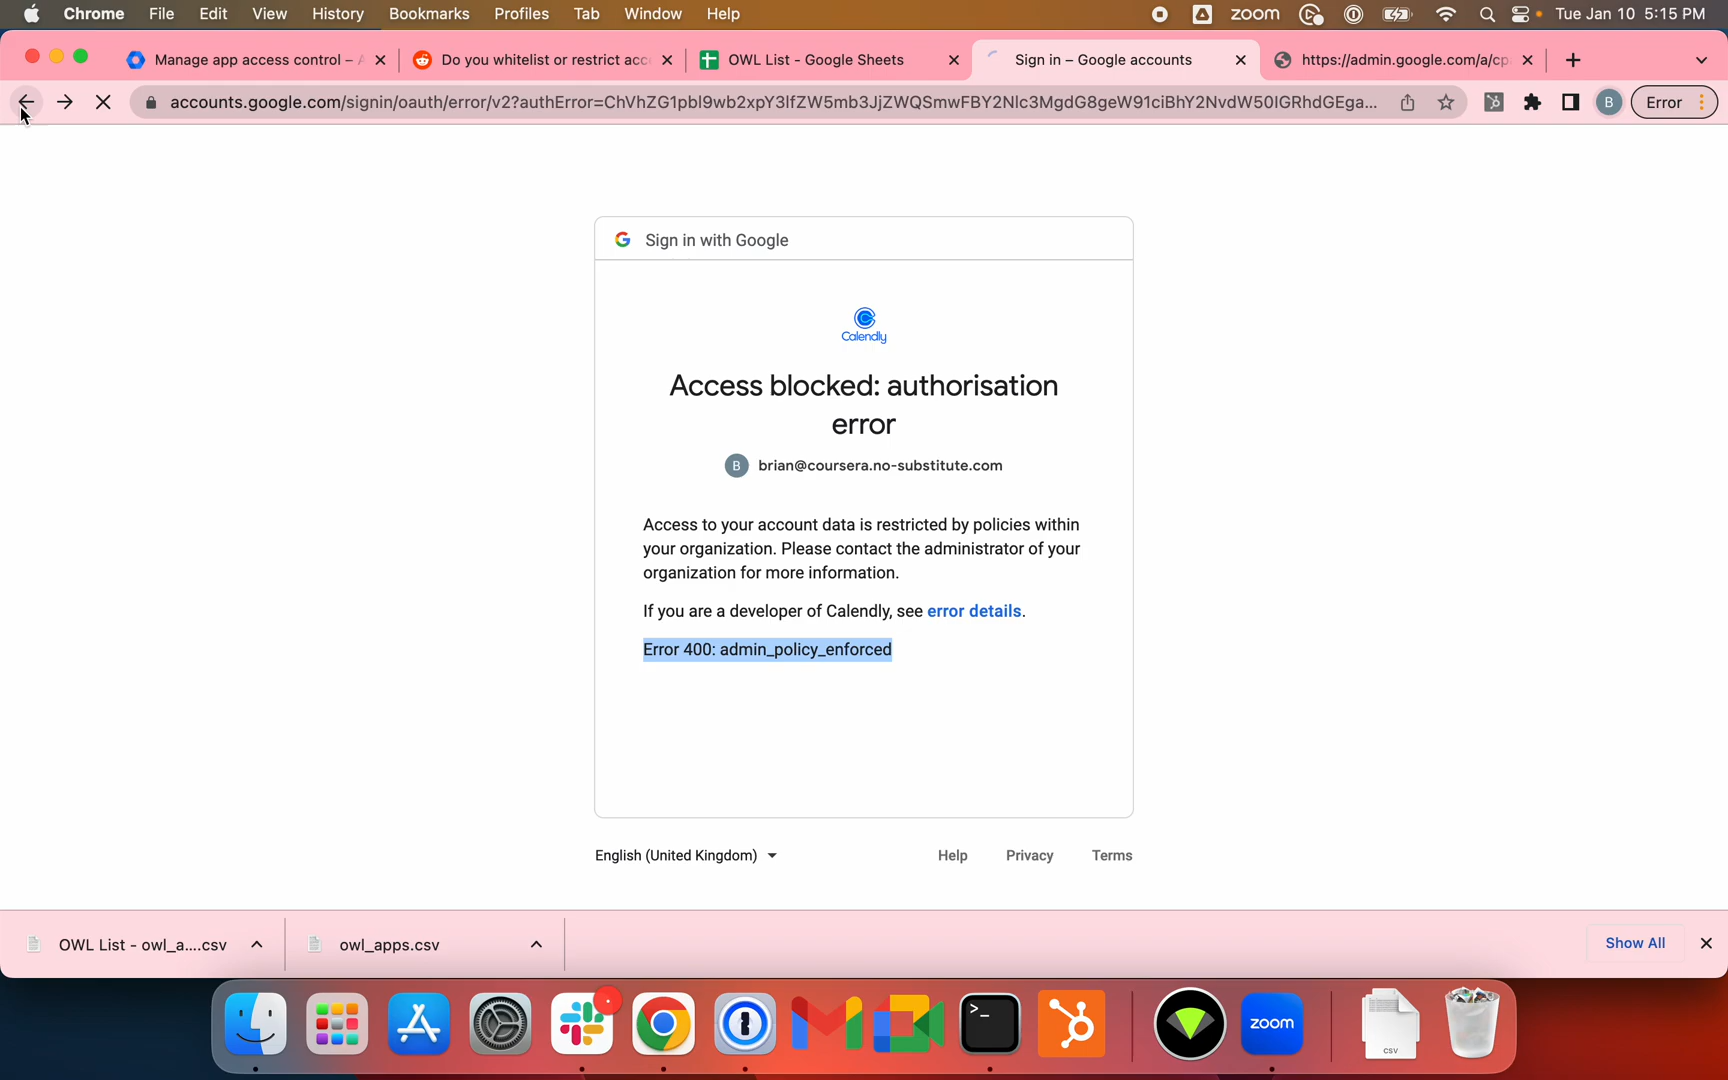 Chrome File Edit View History Bookmarks Profiles Tab Window Help zoom Tue Jan 10 5:15 PM
Manage app access control – A Do you whitelist or restrict acc OWL List - Google Sheets Sign in – Google accounts https://admin.google.com/a/cp
accounts.google.com/signin/oauth/error/v2?authError=ChVhZG1pbl9wb2xpY3lfZW5mb3JjZWQSmwFBY2Nlc3MgdG8geW91ciBhY2NvdW50IGRhdGEga... B Error
Sign in with Google
Calendly
Access blocked: authorisation
error
B brian@coursera.no-substitute.com
Access to your account data is restricted by policies within
your organization. Please contact the administrator of your
organization for more information.
If you are a developer of Calendly, see error details.
Error 400: admin_policy_enforced
English (United Kingdom) Help Privacy Terms
OWL List - owl_a....csv owl_apps.csv Show All
zoom
CSV